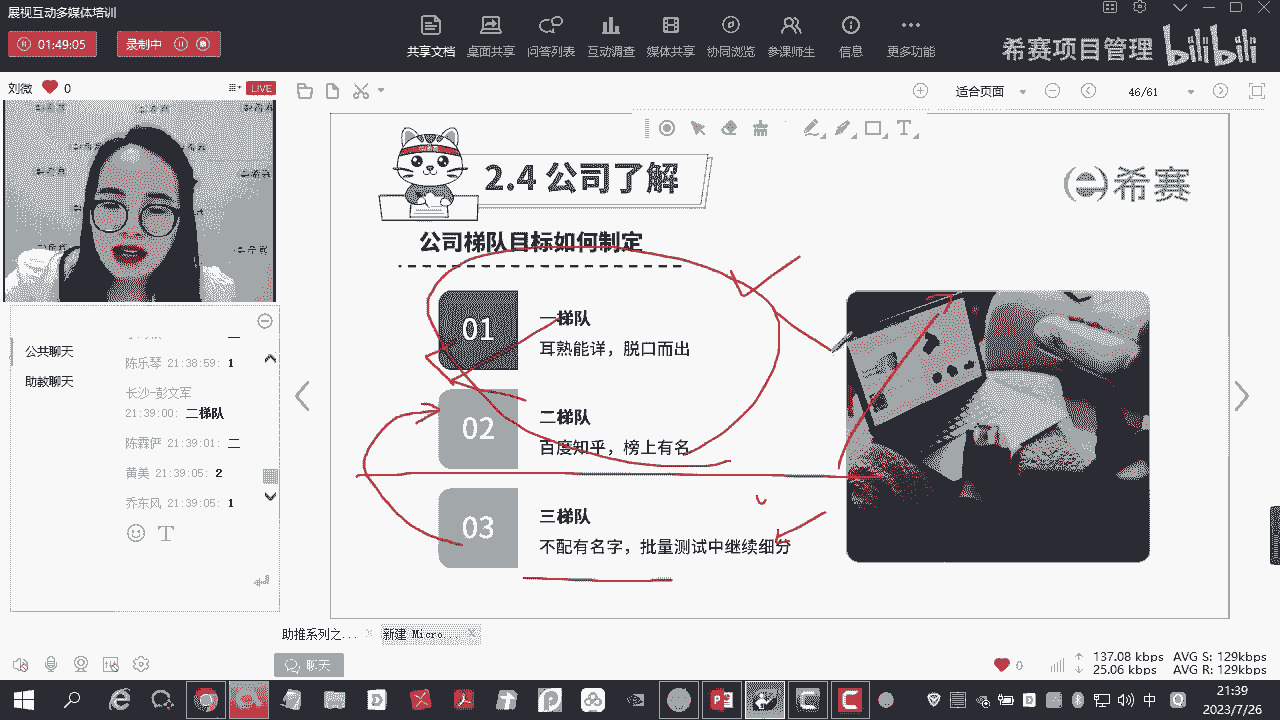 展视互动多媒体培训
01:49:05
录制中
共享文档
桌面共享
问答列表
互动调查
媒体共享
协同浏览
参课师生
信息
更多功能
希赛项目管理
bilibili
刘微 0
LIVE
适合页面
46/61
2.4 公司了解
希赛
公司梯队目标如何制定
01
一梯队
耳熟能详，脱口而出
02
二梯队
百度知乎，榜上有名
03
三梯队
不配有名字，批量测试中继续细分
公共聊天
助教聊天
陈乐琴 21:38:59: 1
长沙-彭文军
21:39:00: 二梯队
陈霖俨 21:39:01: 二
黄美 21:39:05: 2
乔东风 21:39:05: 1
助推系列之...
新建 Micro...
聊天
0
137.08 kbps AVG S: 129kbps
25.06 kbps AVG R: 129kbps
中
21:39
2023/7/26